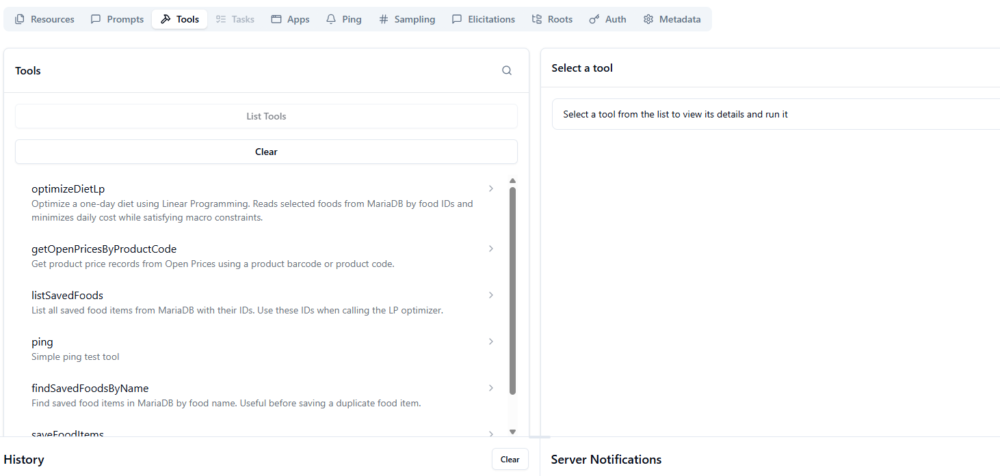 Resources Prompts Tools Tasks Apps Ping Sampling Elicitations Roots Auth Metadata
Tools
List Tools
Clear
optimizeDietLp
Optimize a one-day diet using Linear Programming. Reads selected foods from MariaDB by food IDs and
minimizes daily cost while satisfying macro constraints.
getOpenPricesByProductCode
Get product price records from Open Prices using a product barcode or product code.
listSavedFoods
List all saved food items from MariaDB with their IDs. Use these IDs when calling the LP optimizer.
ping
Simple ping test tool
findSavedFoodsByName
Find saved food items in MariaDB by food name. Useful before saving a duplicate food item.
saveFoodItems
Select a tool
Select a tool from the list to view its details and run it
History
Clear
Server Notifications